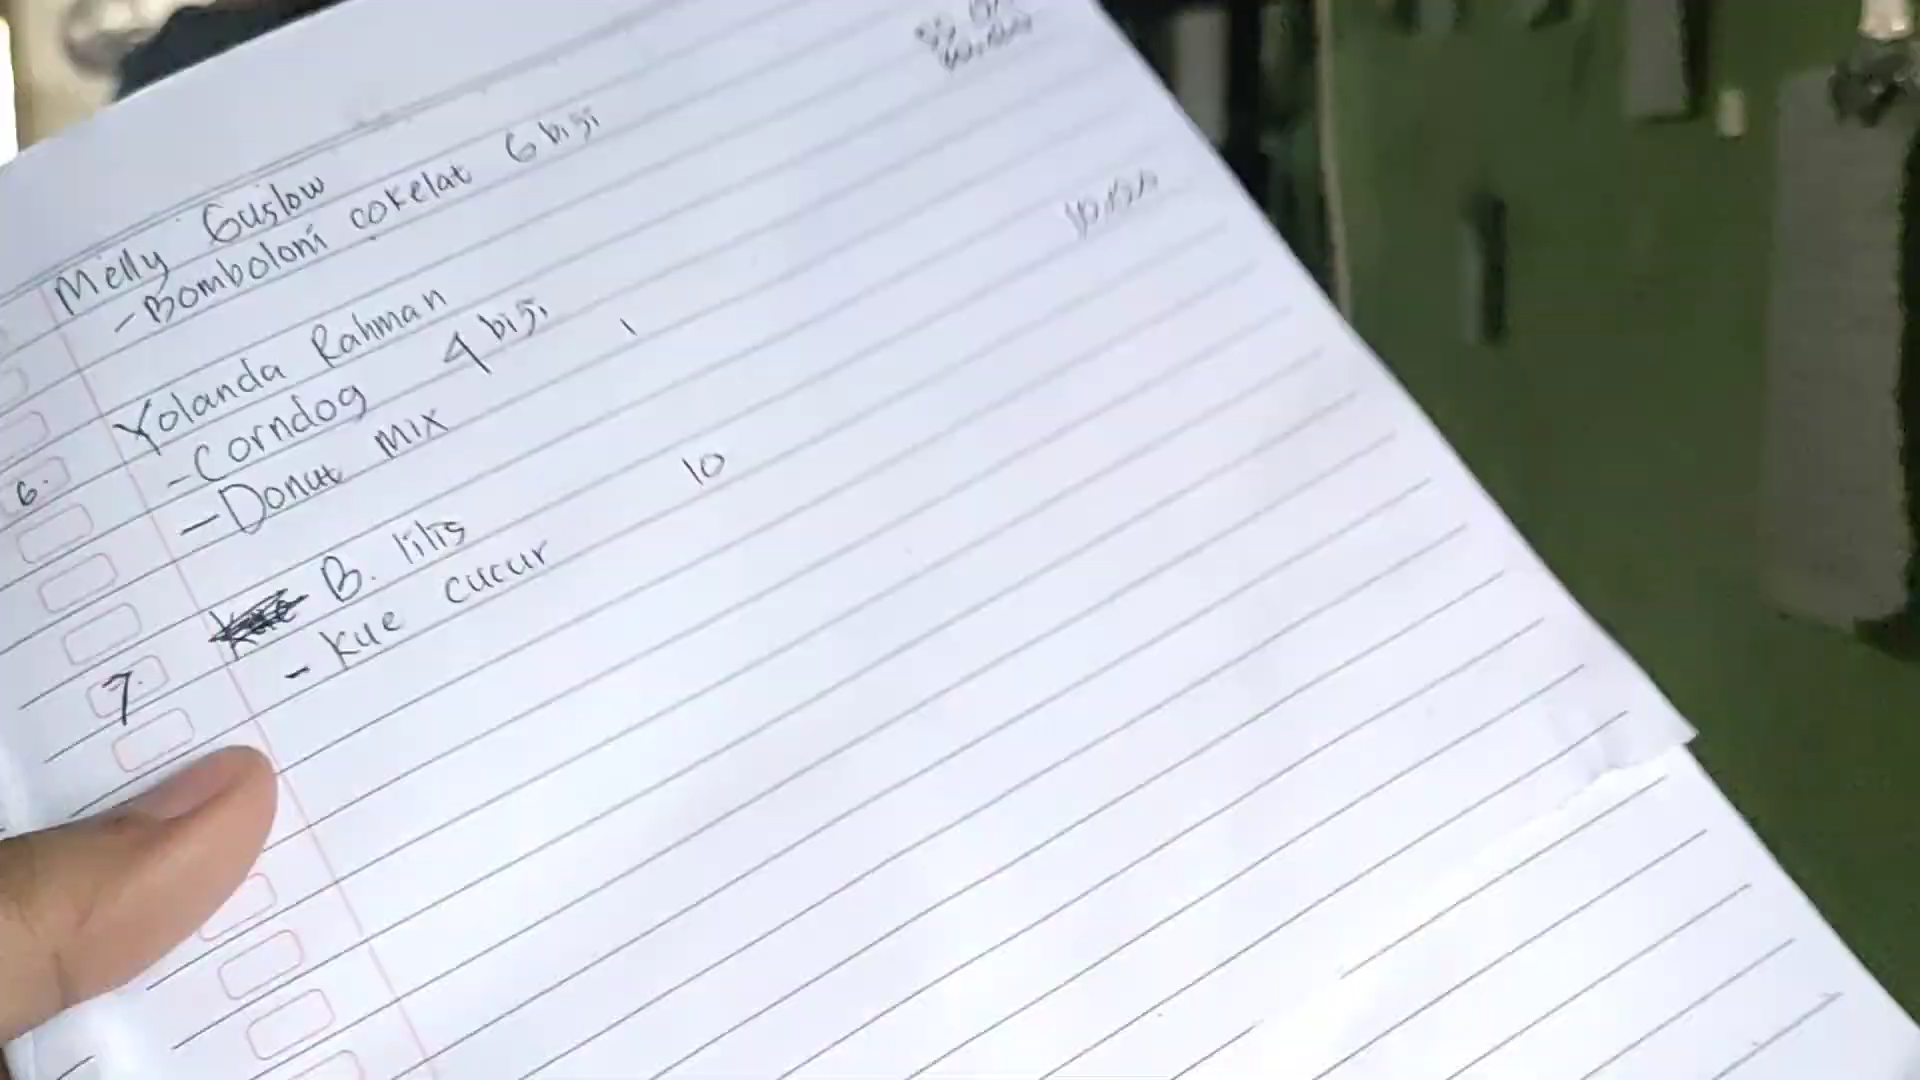 Melly Guslow
- Bomboloni cokelat 6 biji
6. Yolanda Rahman
- Corndog 4 biji
- Donut MIX 1
7. B. lilis
- kue cucur 10